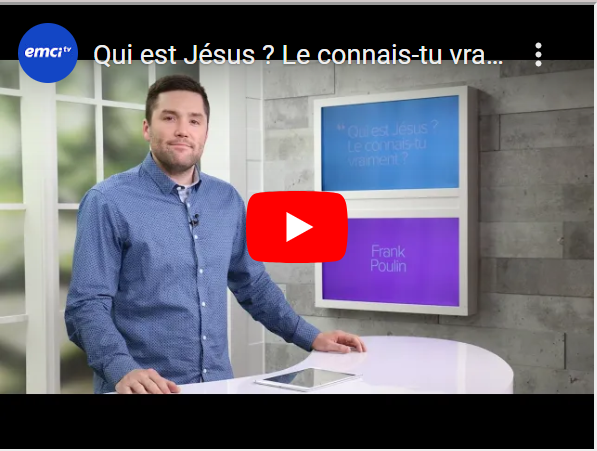 emci tv
Qui est Jésus ? Le connais-tu vra...
" Qui est Jésus ?
Le connais-tu
vraiment ?
Frank
Poulin